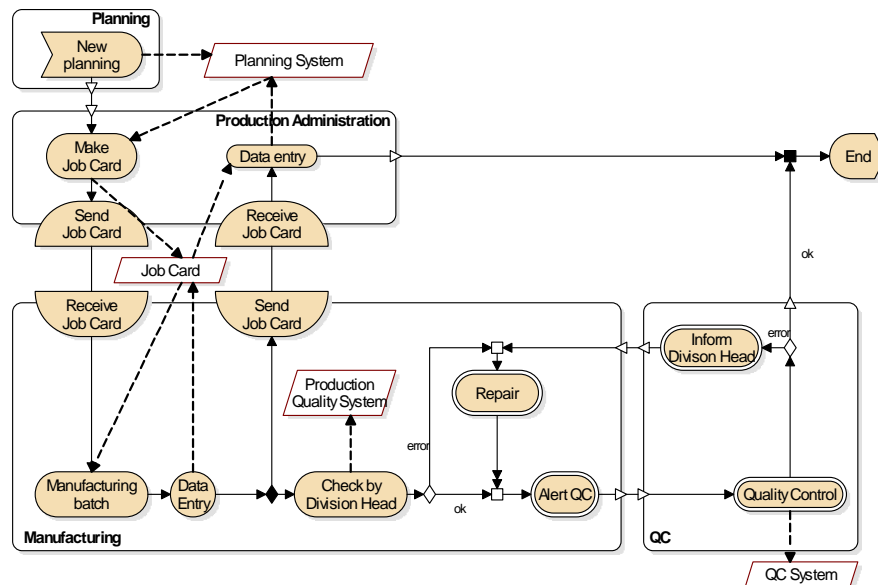 Planning
New
planning
Planning System
Production Administration
Make
Job Card
Data entry
End
Send
Job Card
Receive
Job Card
ok
Job Card
Receive
Job Card
Send
Job Card
error
Inform
Divison Head
Production
Quality System
Repair
error
Manufacturing
batch
Data
Entry
Check by
Division Head
ok
Alert QC
Quality Control
Manufacturing
QC
QC System